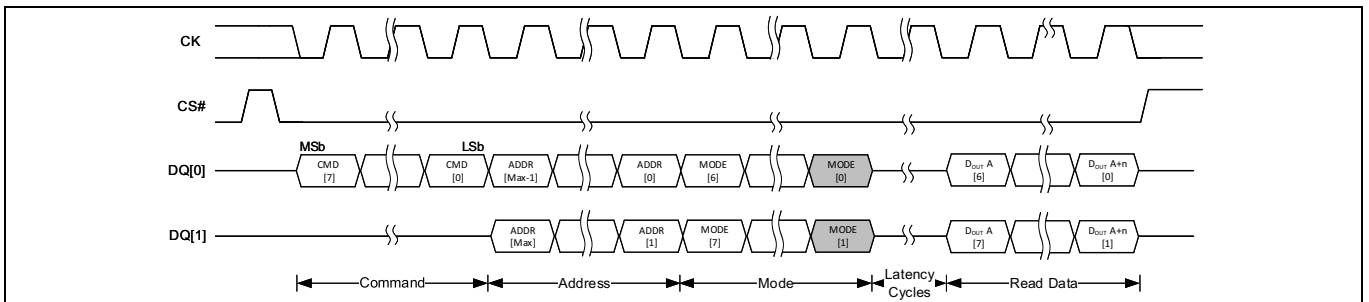 CK
CS#
MSb LSb
DQ[0] CMD ADDR CMD ADDR MODE MODE DOUT A DOUT A+n
[7] [0] [Max-1] [0] [6] [0] [6] [0]
DQ[1] ADDR ADDR MODE MODE DOUT A DOUT A+n
[Max] [1] [7] [1] [7] [1]
Command Address Mode Latency Cycles Read Data